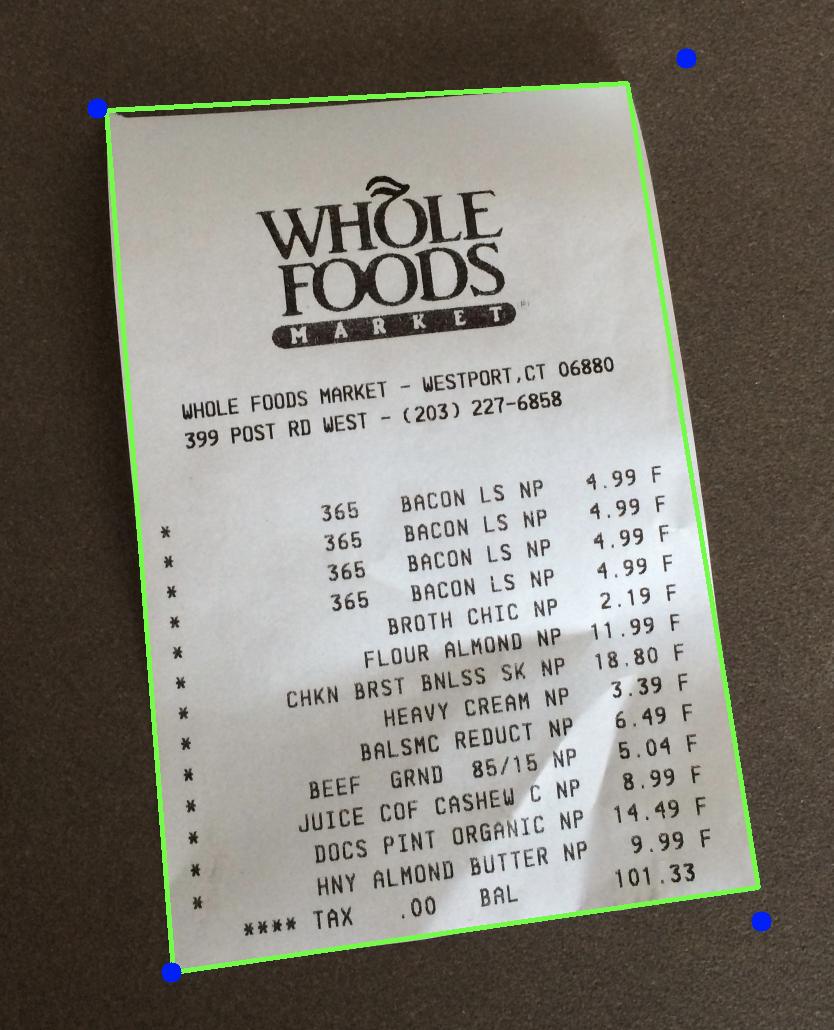 WHOLE
FOODS
MARKET
WHOLE FOODS MARKET - WESTPORT,CT 06880
399 POST RD WEST - (203) 227-6858
365 BACON LS NP 4.99 F
* 365 BACON LS NP 4.99 F
* 365 BACON LS NP 4.99 F
* 365 BACON LS NP 4.99 F
* BROTH CHIC NP 2.19 F
* FLOUR ALMOND NP 11.99 F
* CHKN BRST BNLSS SK NP 18.80 F
* HEAVY CREAM NP 3.39 F
* BALSMC REDUCT NP 6.49 F
* BEEF GRND 85/15 NP 5.04 F
* JUICE COF CASHEW C NP 8.99 F
* DOCS PINT ORGANIC NP 14.49 F
* HNY ALMOND BUTTER NP 9.99 F
* **** TAX .00 BAL 101.33